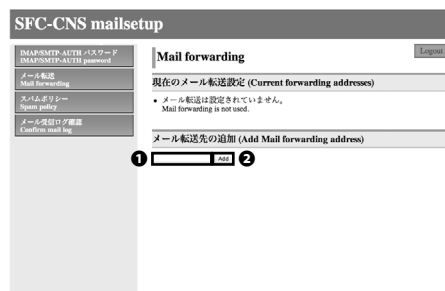 SFC-CNS mailsetup
IMAP/SMTP-AUTH パスワード
IMAP/SMTP-AUTH password
メール転送
Mail forwarding
スパムポリシー
Spam policy
メール受信ログ確認
Confirm mail log
Mail forwarding
Logout
現在のメール転送設定 (Current forwarding addresses)
• メール転送は設定されていません。
Mail forwarding is not used.
メール転送先の追加 (Add Mail forwarding address)
❶ Add ❷